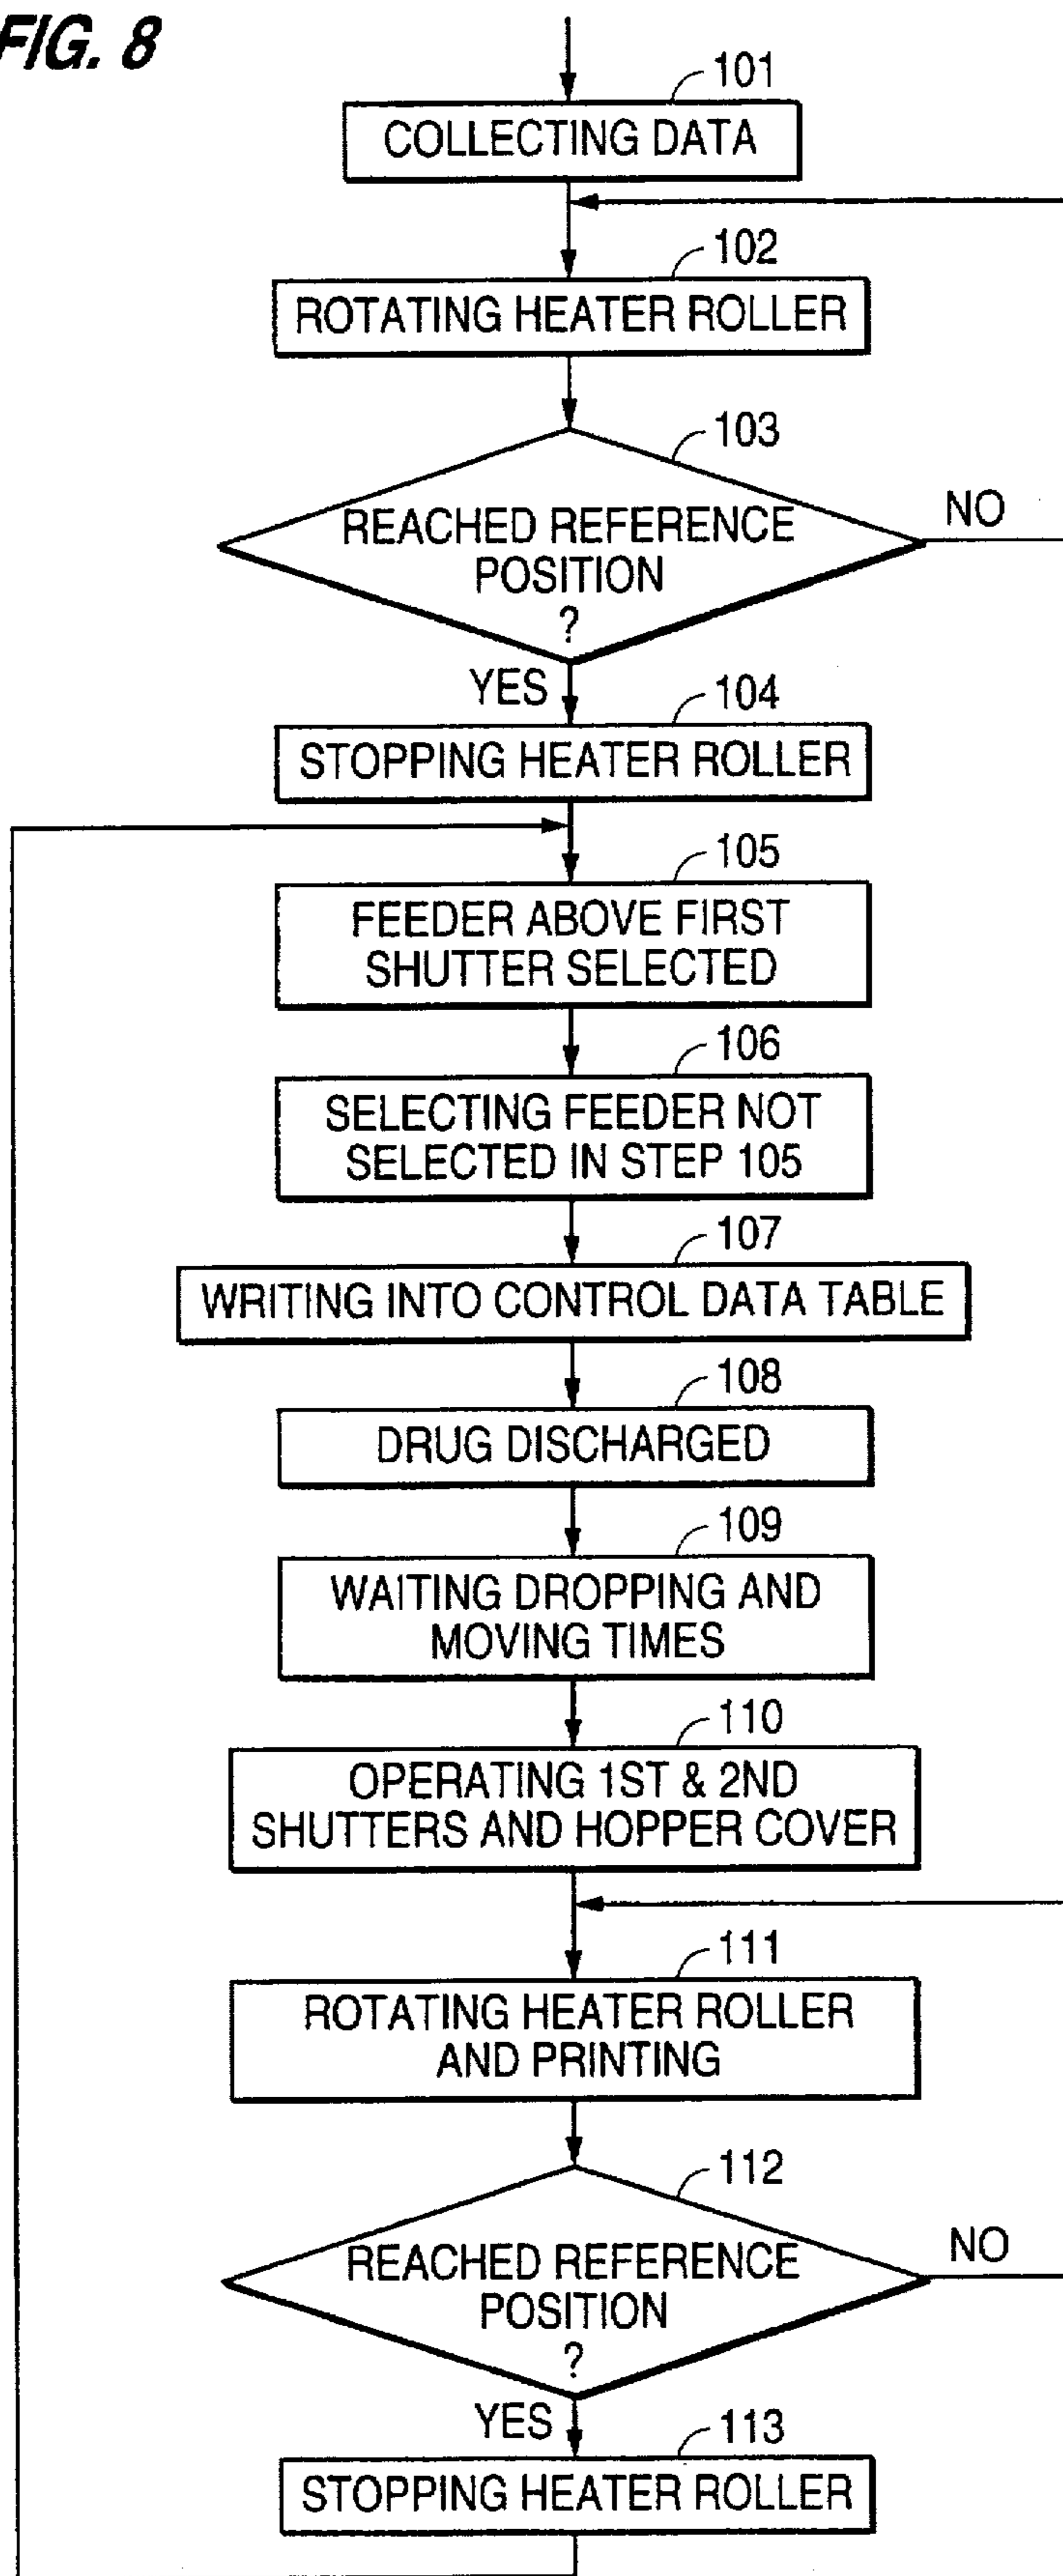 FIG. 8
101
COLLECTING DATA
102
ROTATING HEATER ROLLER
103
REACHED REFERENCE
POSITION
?
NO
YES
104
STOPPING HEATER ROLLER
105
FEEDER ABOVE FIRST
SHUTTER SELECTED
106
SELECTING FEEDER NOT
SELECTED IN STEP 105
107
WRITING INTO CONTROL DATA TABLE
108
DRUG DISCHARGED
109
WAITING DROPPING AND
MOVING TIMES
110
OPERATING 1ST & 2ND
SHUTTERS AND HOPPER COVER
111
ROTATING HEATER ROLLER
AND PRINTING
112
REACHED REFERENCE
POSITION
?
NO
YES
113
STOPPING HEATER ROLLER